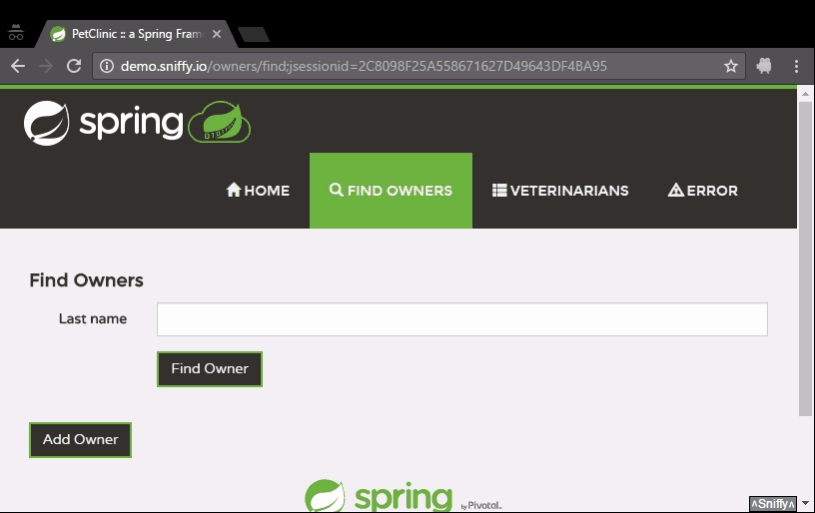 PetClinic :: a Spring Fram
demo.sniffy.io/owners/find;jsessionid=2C8098F25A558671627D49643DF4BA95
spring
HOME
FIND OWNERS
VETERINARIANS
ERROR
Find Owners
Last name
Find Owner
Add Owner
spring
by Pivotal.
^Sniffy^